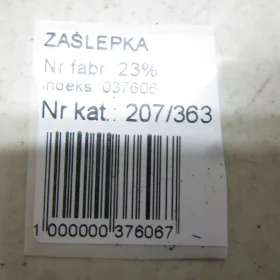 ZAŚLEPKA
Nr fabr. 23%
Indeks 037606
Nr kat.: 207/363
1 000000 376067